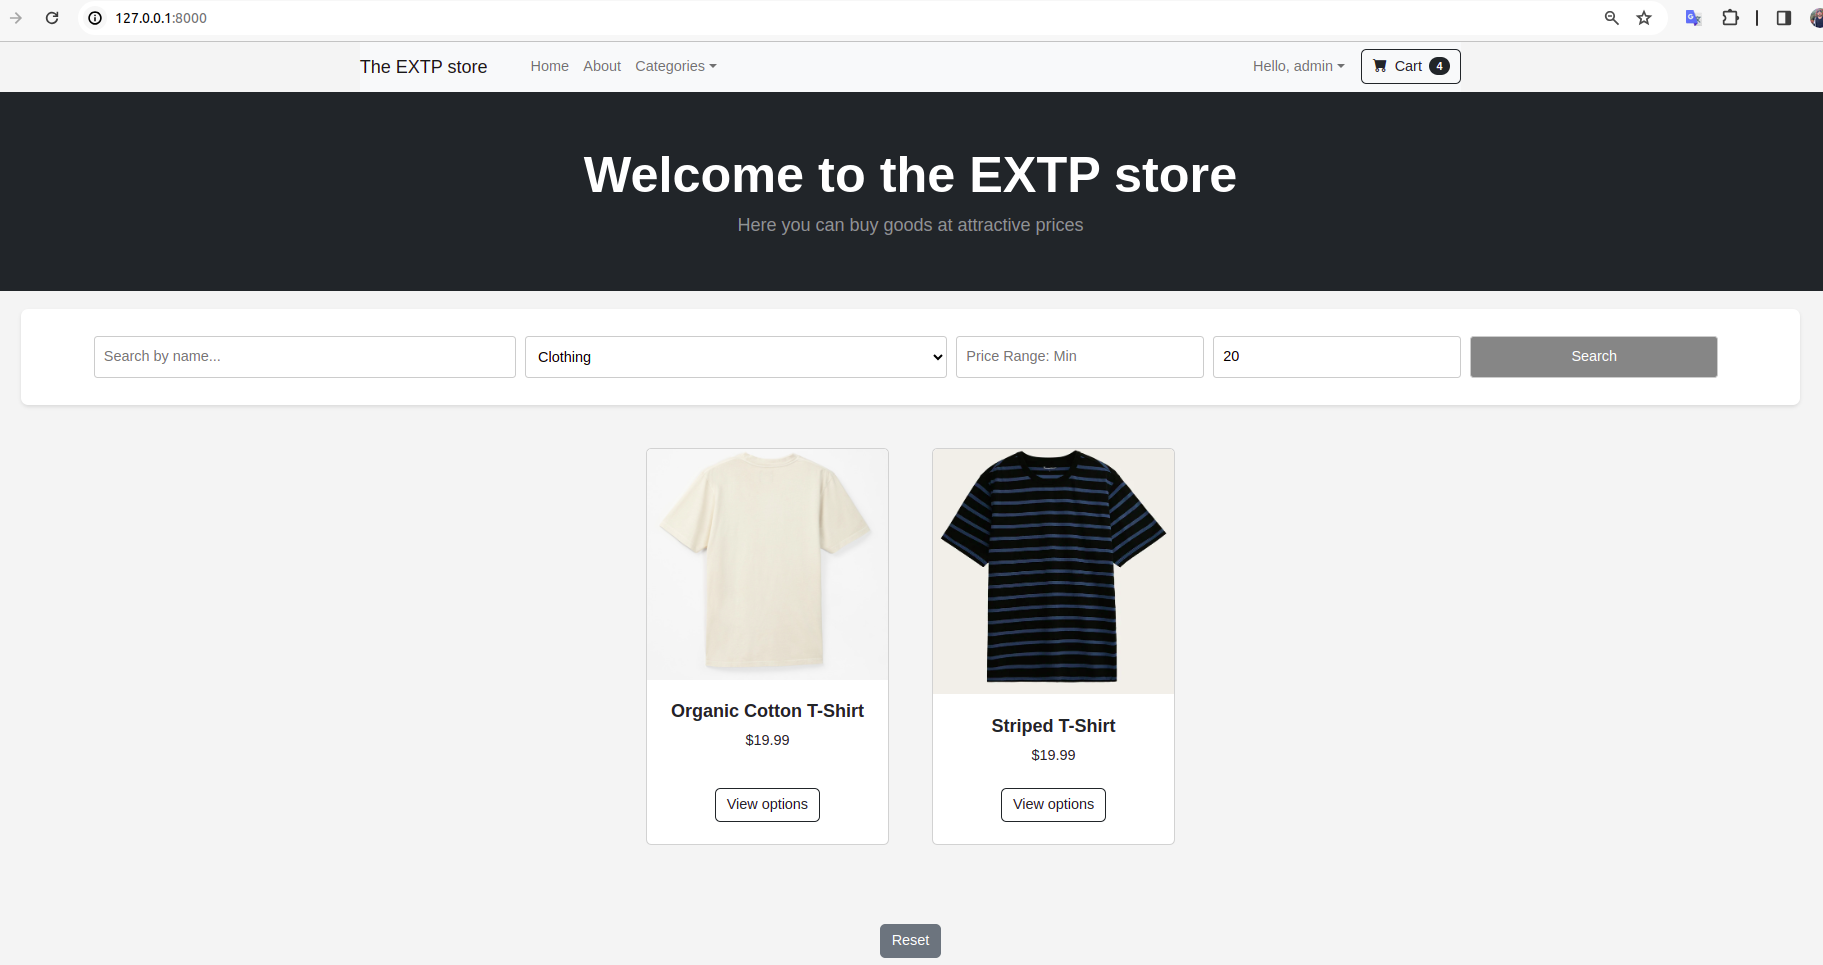 127.0.0.1:8000
The EXTP store Home About Categories Hello, admin Cart 4
Welcome to the EXTP store
Here you can buy goods at attractive prices
Search by name... Clothing Price Range: Min 20 Search
Organic Cotton T-Shirt
$19.99
View options
Striped T-Shirt
$19.99
View options
Reset